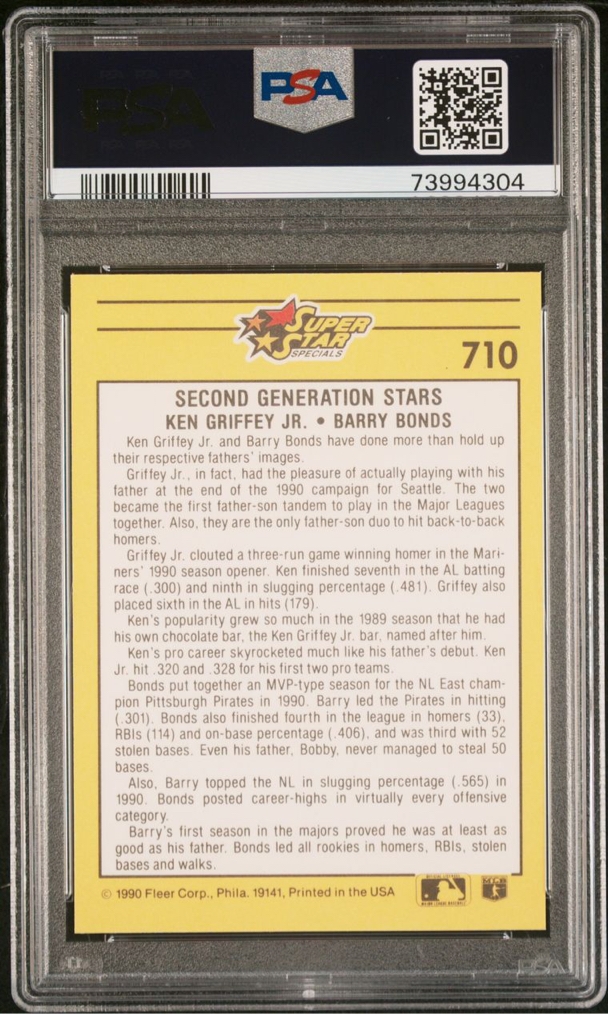 PSA
73994304
SUPER
STAR
SPECIALS
710
SECOND GENERATION STARS
KEN GRIFFEY JR. • BARRY BONDS
Ken Griffey Jr. and Barry Bonds have done more than hold up
their respective fathers' images.
Griffey Jr., in fact, had the pleasure of actually playing with his
father at the end of the 1990 campaign for Seattle. The two
became the first father-son tandem to play in the Major Leagues
together. Also, they are the only father-son duo to hit back-to-back
homers.
Griffey Jr. clouted a three-run game winning homer in the Mari-
ners' 1990 season opener. Ken finished seventh in the AL batting
race (.300) and ninth in slugging percentage (.481). Griffey also
placed sixth in the AL in hits (179).
Ken's popularity grew so much in the 1989 season that he had
his own chocolate bar, the Ken Griffey Jr. bar, named after him.
Ken's pro career skyrocketed much like his father's debut. Ken
Jr. hit .320 and .328 for his first two pro teams.
Bonds put together an MVP-type season for the NL East cham-
pion Pittsburgh Pirates in 1990. Barry led the Pirates in hitting
(.301). Bonds also finished fourth in the league in homers (33),
RBIs (114) and on-base percentage (.406), and was third with 52
stolen bases. Even his father, Bobby, never managed to steal 50
bases.
Also, Barry topped the NL in slugging percentage (.565) in
1990. Bonds posted career-highs in virtually every offensive
category.
Barry's first season in the majors proved he was at least as
good as his father. Bonds led all rookies in homers, RBIs, stolen
bases and walks.
© 1990 Fleer Corp., Phila. 19141, Printed in the USA
PSA